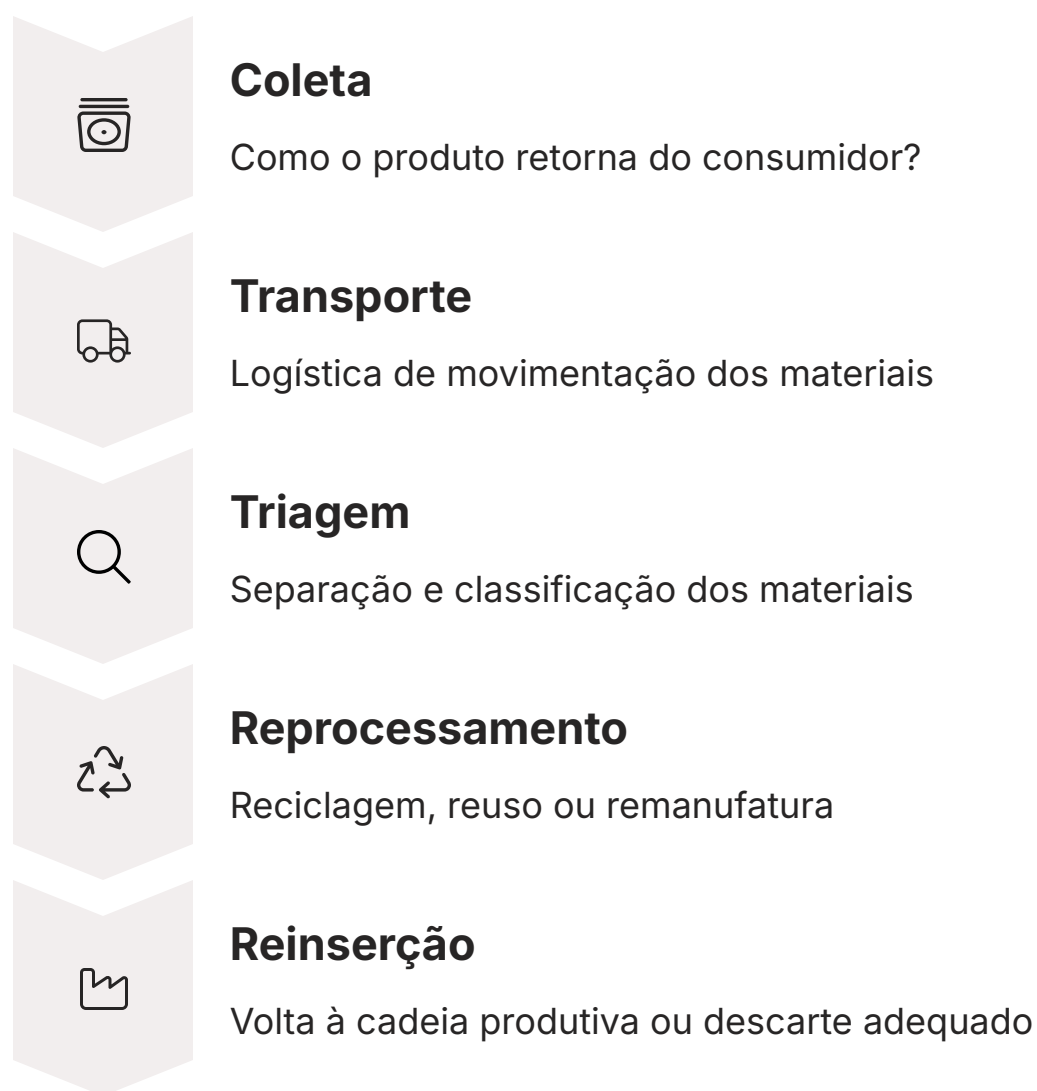 Coleta
Como o produto retorna do consumidor?
Transporte
Logística de movimentação dos materiais
Triagem
Separação e classificação dos materiais
Reprocessamento
Reciclagem, reuso ou remanufatura
Reinserção
Volta à cadeia produtiva ou descarte adequado